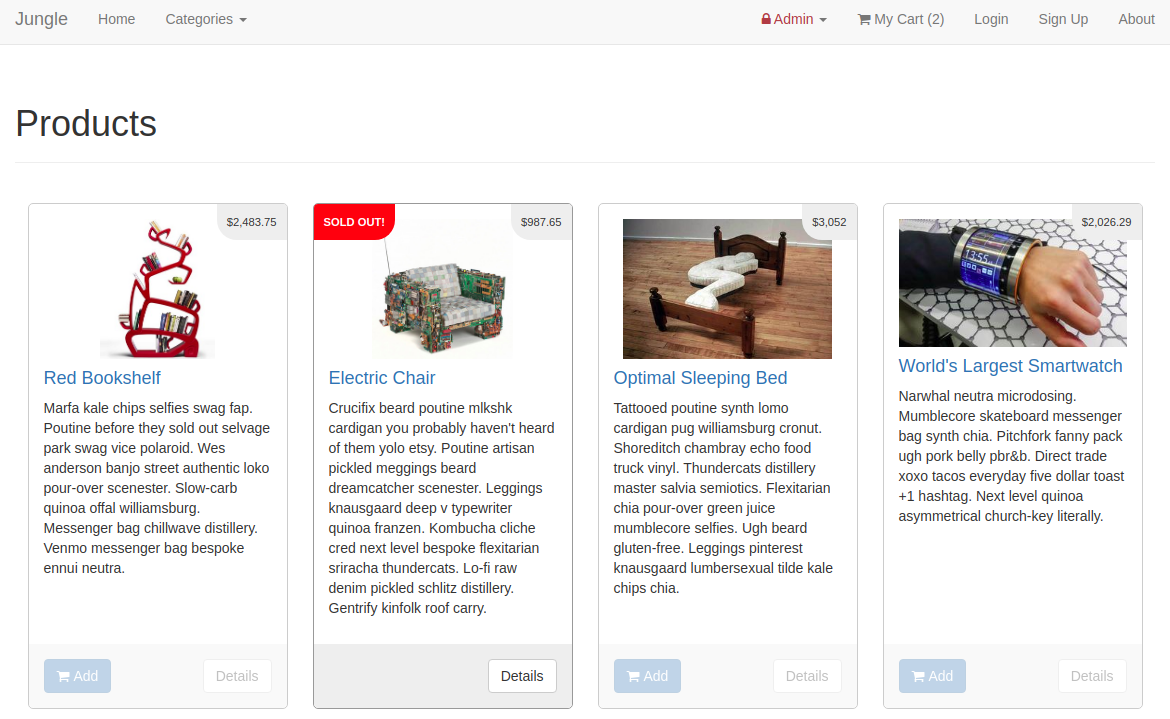 Jungle Home Categories Admin My Cart (2) Login Sign Up About
Products
$2,483.75
Red Bookshelf
Marfa kale chips selfies swag fap.
Poutine before they sold out selvage
park swag vice polaroid. Wes
anderson banjo street authentic loko
pour-over scenester. Slow-carb
quinoa offal williamsburg.
Messenger bag chillwave distillery.
Venmo messenger bag bespoke
ennui neutra.
Add Details
SOLD OUT! $987.65
Electric Chair
Crucifix beard poutine mlkshk
cardigan you probably haven't heard
of them yolo etsy. Poutine artisan
pickled meggings beard
dreamcatcher scenester. Leggings
knausgaard deep v typewriter
quinoa franzen. Kombucha cliche
cred next level bespoke flexitarian
sriracha thundercats. Lo-fi raw
denim pickled schlitz distillery.
Gentrify kinfolk roof carry.
Details
$3,052
Optimal Sleeping Bed
Tattooed poutine synth lomo
cardigan pug williamsburg cronut.
Shoreditch chambray echo food
truck vinyl. Thundercats distillery
master salvia semiotics. Flexitarian
chia pour-over green juice
mumblecore selfies. Ugh beard
gluten-free. Leggings pinterest
knausgaard lumbersexual tilde kale
chips chia.
Add Details
$2,026.29
13:55
World's Largest Smartwatch
Narwhal neutra microdosing.
Mumblecore skateboard messenger
bag synth chia. Pitchfork fanny pack
ugh pork belly pbr&b. Direct trade
xoxo tacos everyday five dollar toast
+1 hashtag. Next level quinoa
asymmetrical church-key literally.
Add Details